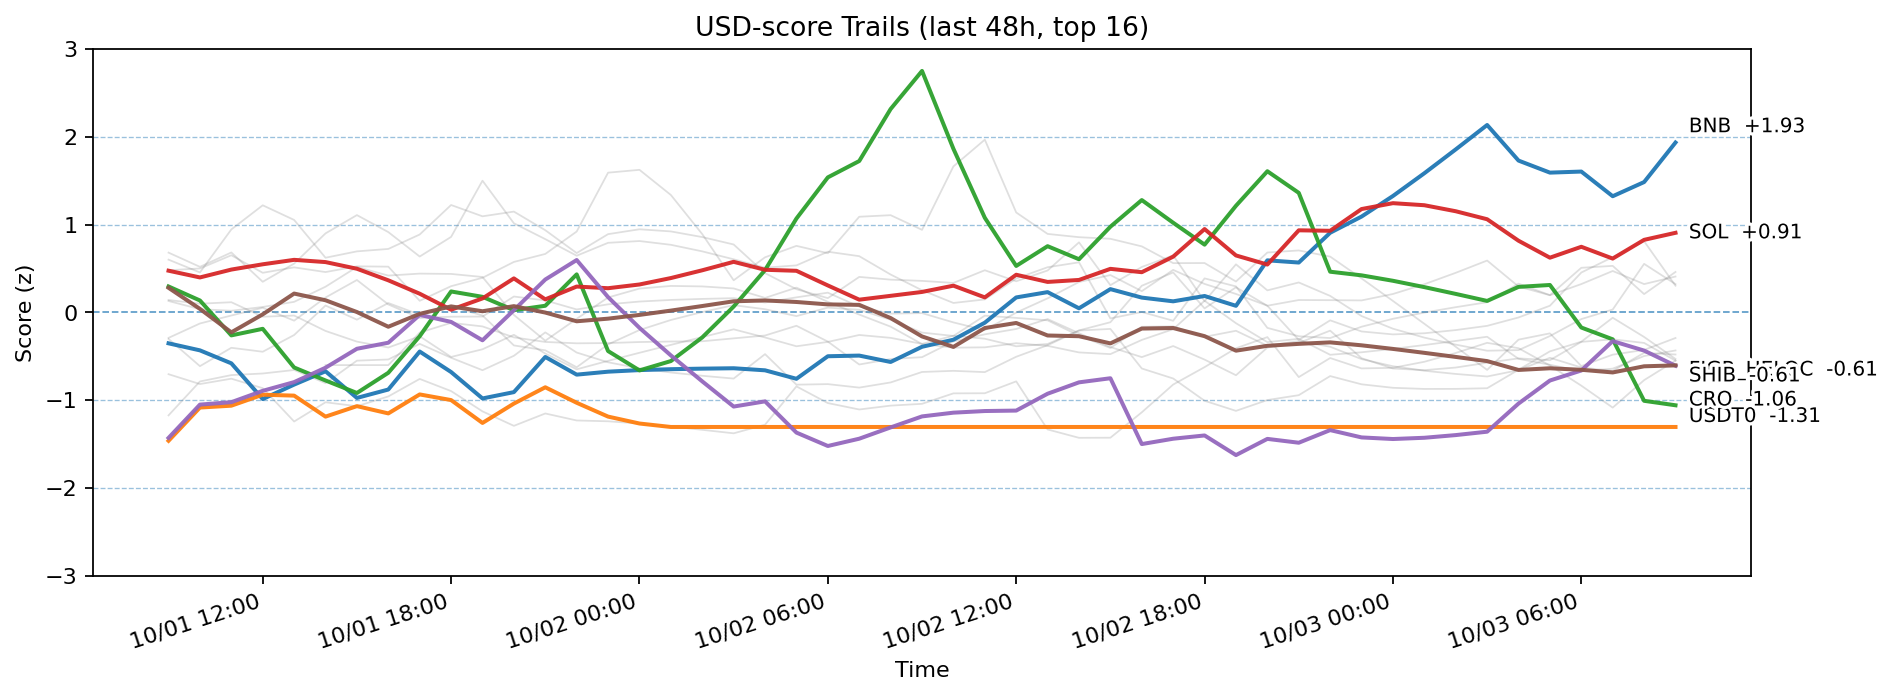 USD-score Trails (last 48h, top 16)
Score (z)
3
2
1
0
−1
−2
−3
BNB +1.93
SOL +0.91
-0.61
SHIB -0.61
CRO -1.06
USDT0 -1.31
10/01 12:00
10/01 18:00
10/02 00:00
10/02 06:00
10/02 12:00
10/02 18:00
10/03 00:00
10/03 06:00
Time